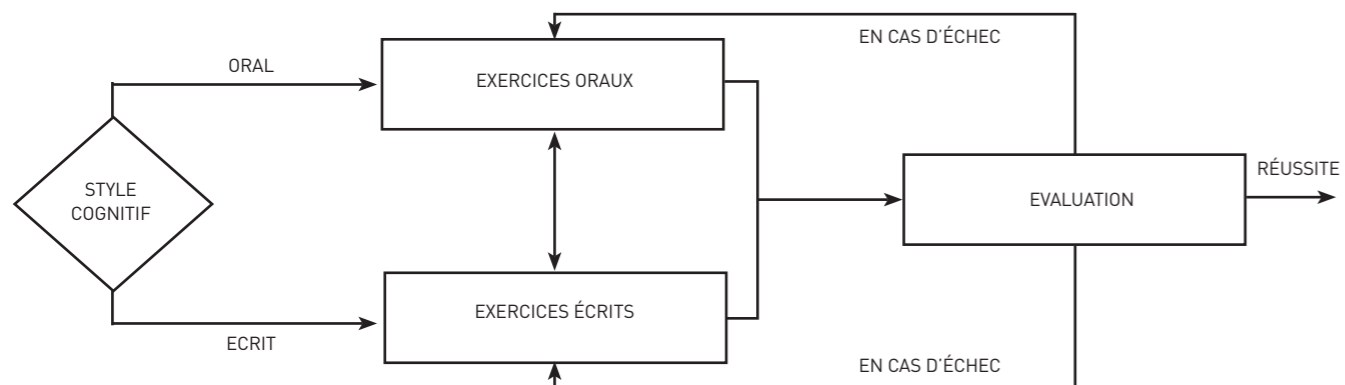 EN CAS D'ÉCHEC
ORAL
EXERCICES ORAUX
RÉUSSITE
STYLE
COGNITIF
EVALUATION
EXERCICES ÉCRITS
ECRIT
EN CAS D'ÉCHEC